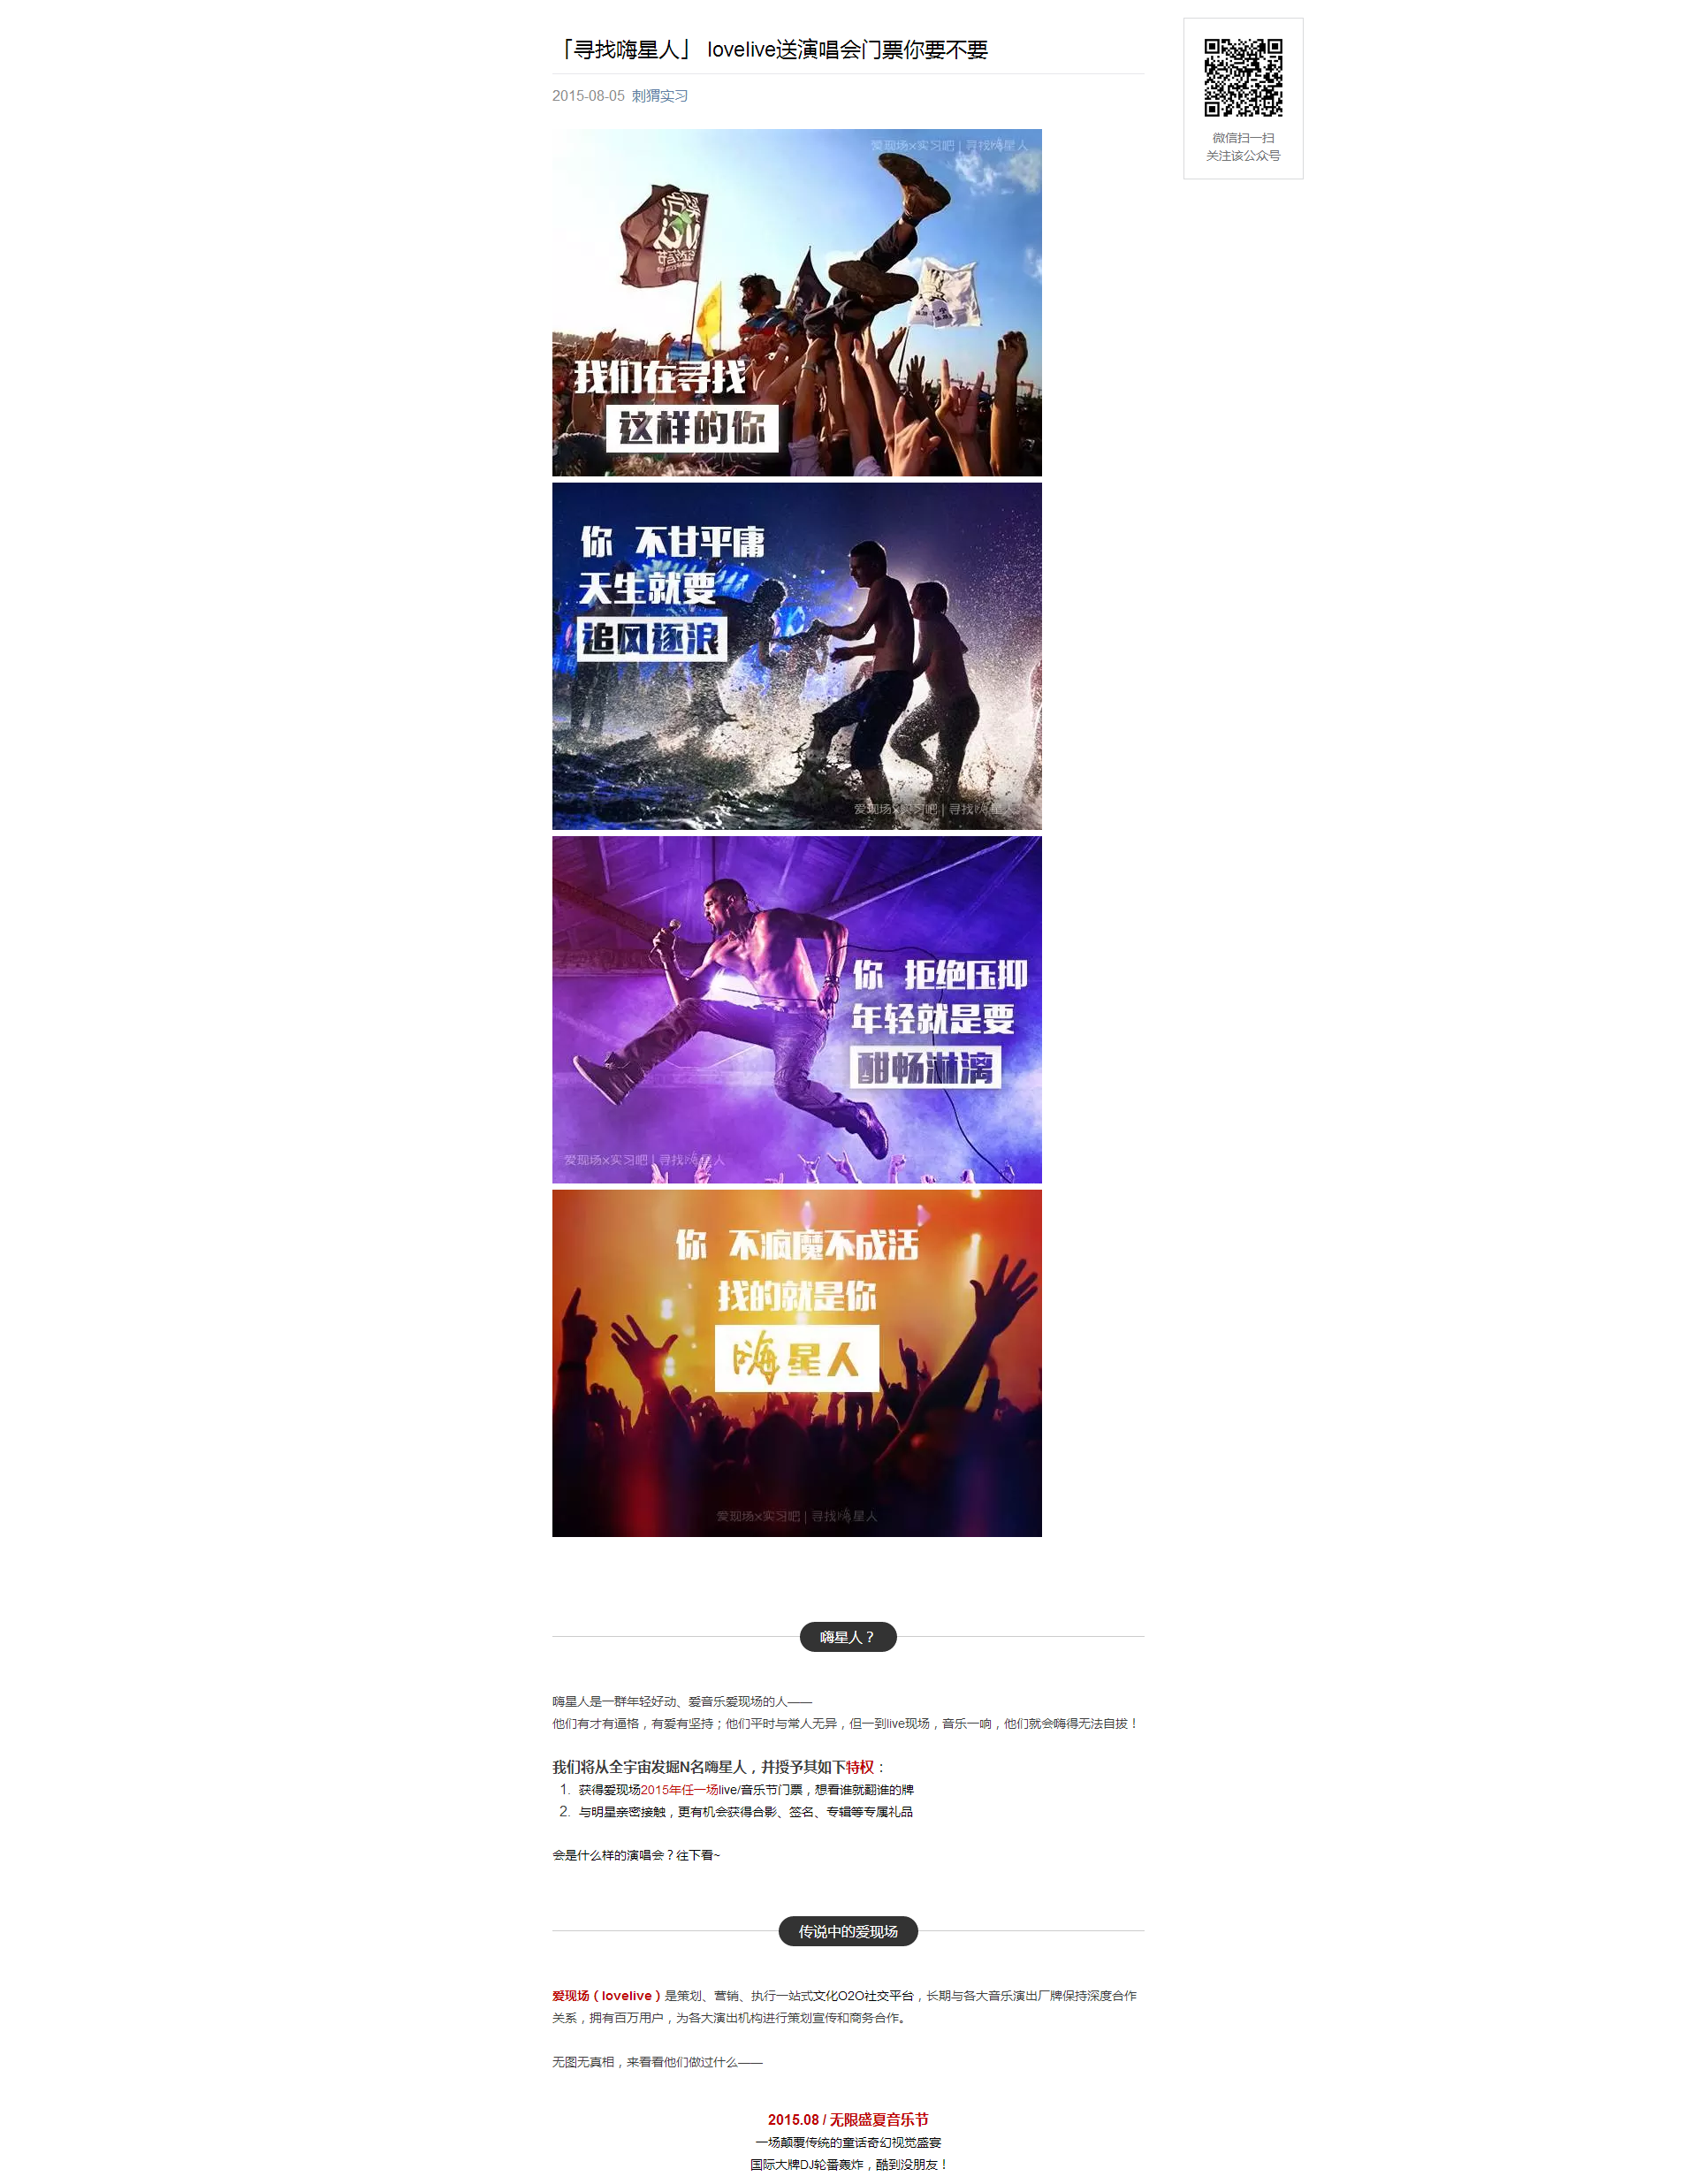 「寻找嗨星人」 lovelive送演唱会门票你要不要
2015-08-05 刺猬实习
微信扫一扫
关注该公众号
爱现场×实习吧 | 寻找嗨星人
我们在寻找
这样的你
你 不甘平庸
天生就要
追风逐浪
爱现场×实习吧 | 寻找嗨星人
你 拒绝压抑
年轻就是要
酣畅淋漓
爱现场×实习吧 | 寻找嗨星人
你 不疯魔不成活
找的就是你
嗨星人
爱现场×实习吧 | 寻找嗨星人
嗨星人？
嗨星人是一群年轻好动、爱音乐爱现场的人——
他们有才有逼格，有爱有坚持；他们平时与常人无异，但一到live现场，音乐一响，他们就会嗨得无法自拔！
我们将从全宇宙发掘N名嗨星人，并授予其如下特权：
1. 获得爱现场2015年任一场live/音乐节门票，想看谁就翻谁的牌
2. 与明星亲密接触，更有机会获得合影、签名、专辑等专属礼品
会是什么样的演唱会？往下看~
传说中的爱现场
爱现场（lovelive）是策划、营销、执行一站式文化O2O社交平台，长期与各大音乐演出厂牌保持深度合作
关系，拥有百万用户，为各大演出机构进行策划宣传和商务合作。
无图无真相，来看看他们做过什么——
2015.08 / 无限盛夏音乐节
一场颠覆传统的童话奇幻视觉盛宴
国际大牌DJ轮番轰炸，酷到没朋友！